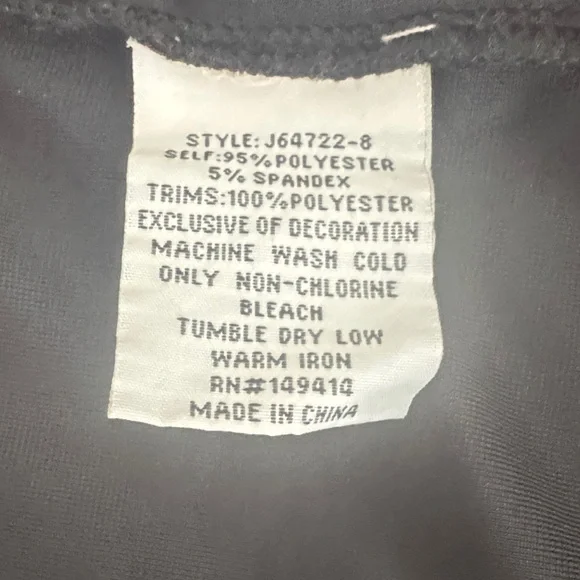 STYLE: J64722-8
SELF:95%POLYESTER
5% SPANDEX
TRIMS:100%POLYESTER
EXCLUSIVE OF DECORATION
MACHINE WASH COLD
ONLY NON-CHLORINE
BLEACH
TUMBLE DRY LOW
WARM IRON
RN#149414
MADE IN CHINA